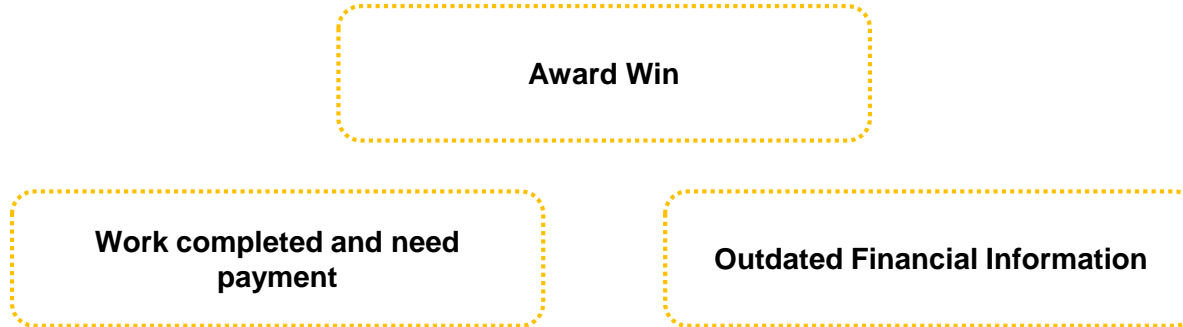 Award Win
Work completed and need
payment
Outdated Financial Information